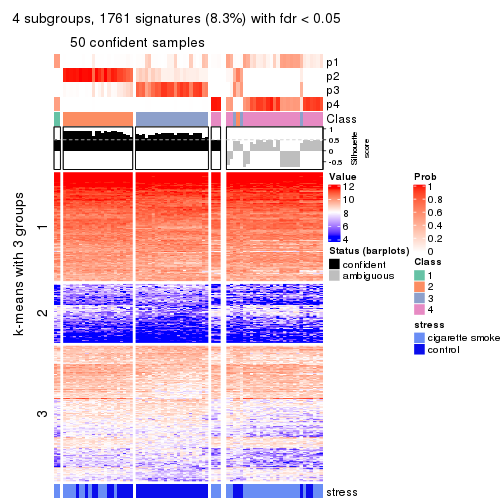 4 subgroups, 1761 signatures (8.3%) with fdr < 0.05
50 confident samples
p1
p2
p3
p4
Class
1
0.5
0
-0.5
Silhouette
score
k-means with 3 groups
1
2
3
stress
Value
12
10
8
6
4
Status (barplots)
confident
ambiguous
Prob
1
0.8
0.6
0.4
0.2
0
Class
1
2
3
4
stress
cigarette smoke
control